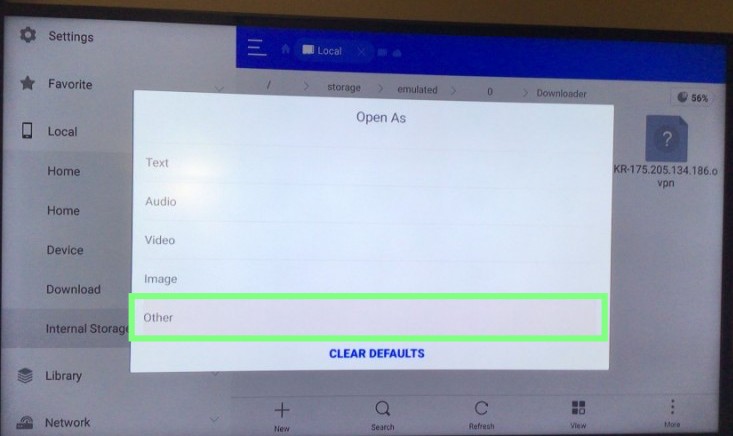 Settings
Favorite
Local
Home
Home
Device
Download
Internal Storage
Library
Network
Local
/ > storage > emulated > 0 > Downloader
56%
KR-175.205.134.186.o
vpn
Open As
Text
Audio
Video
Image
Other
CLEAR DEFAULTS
New
Search
Refresh
View
More